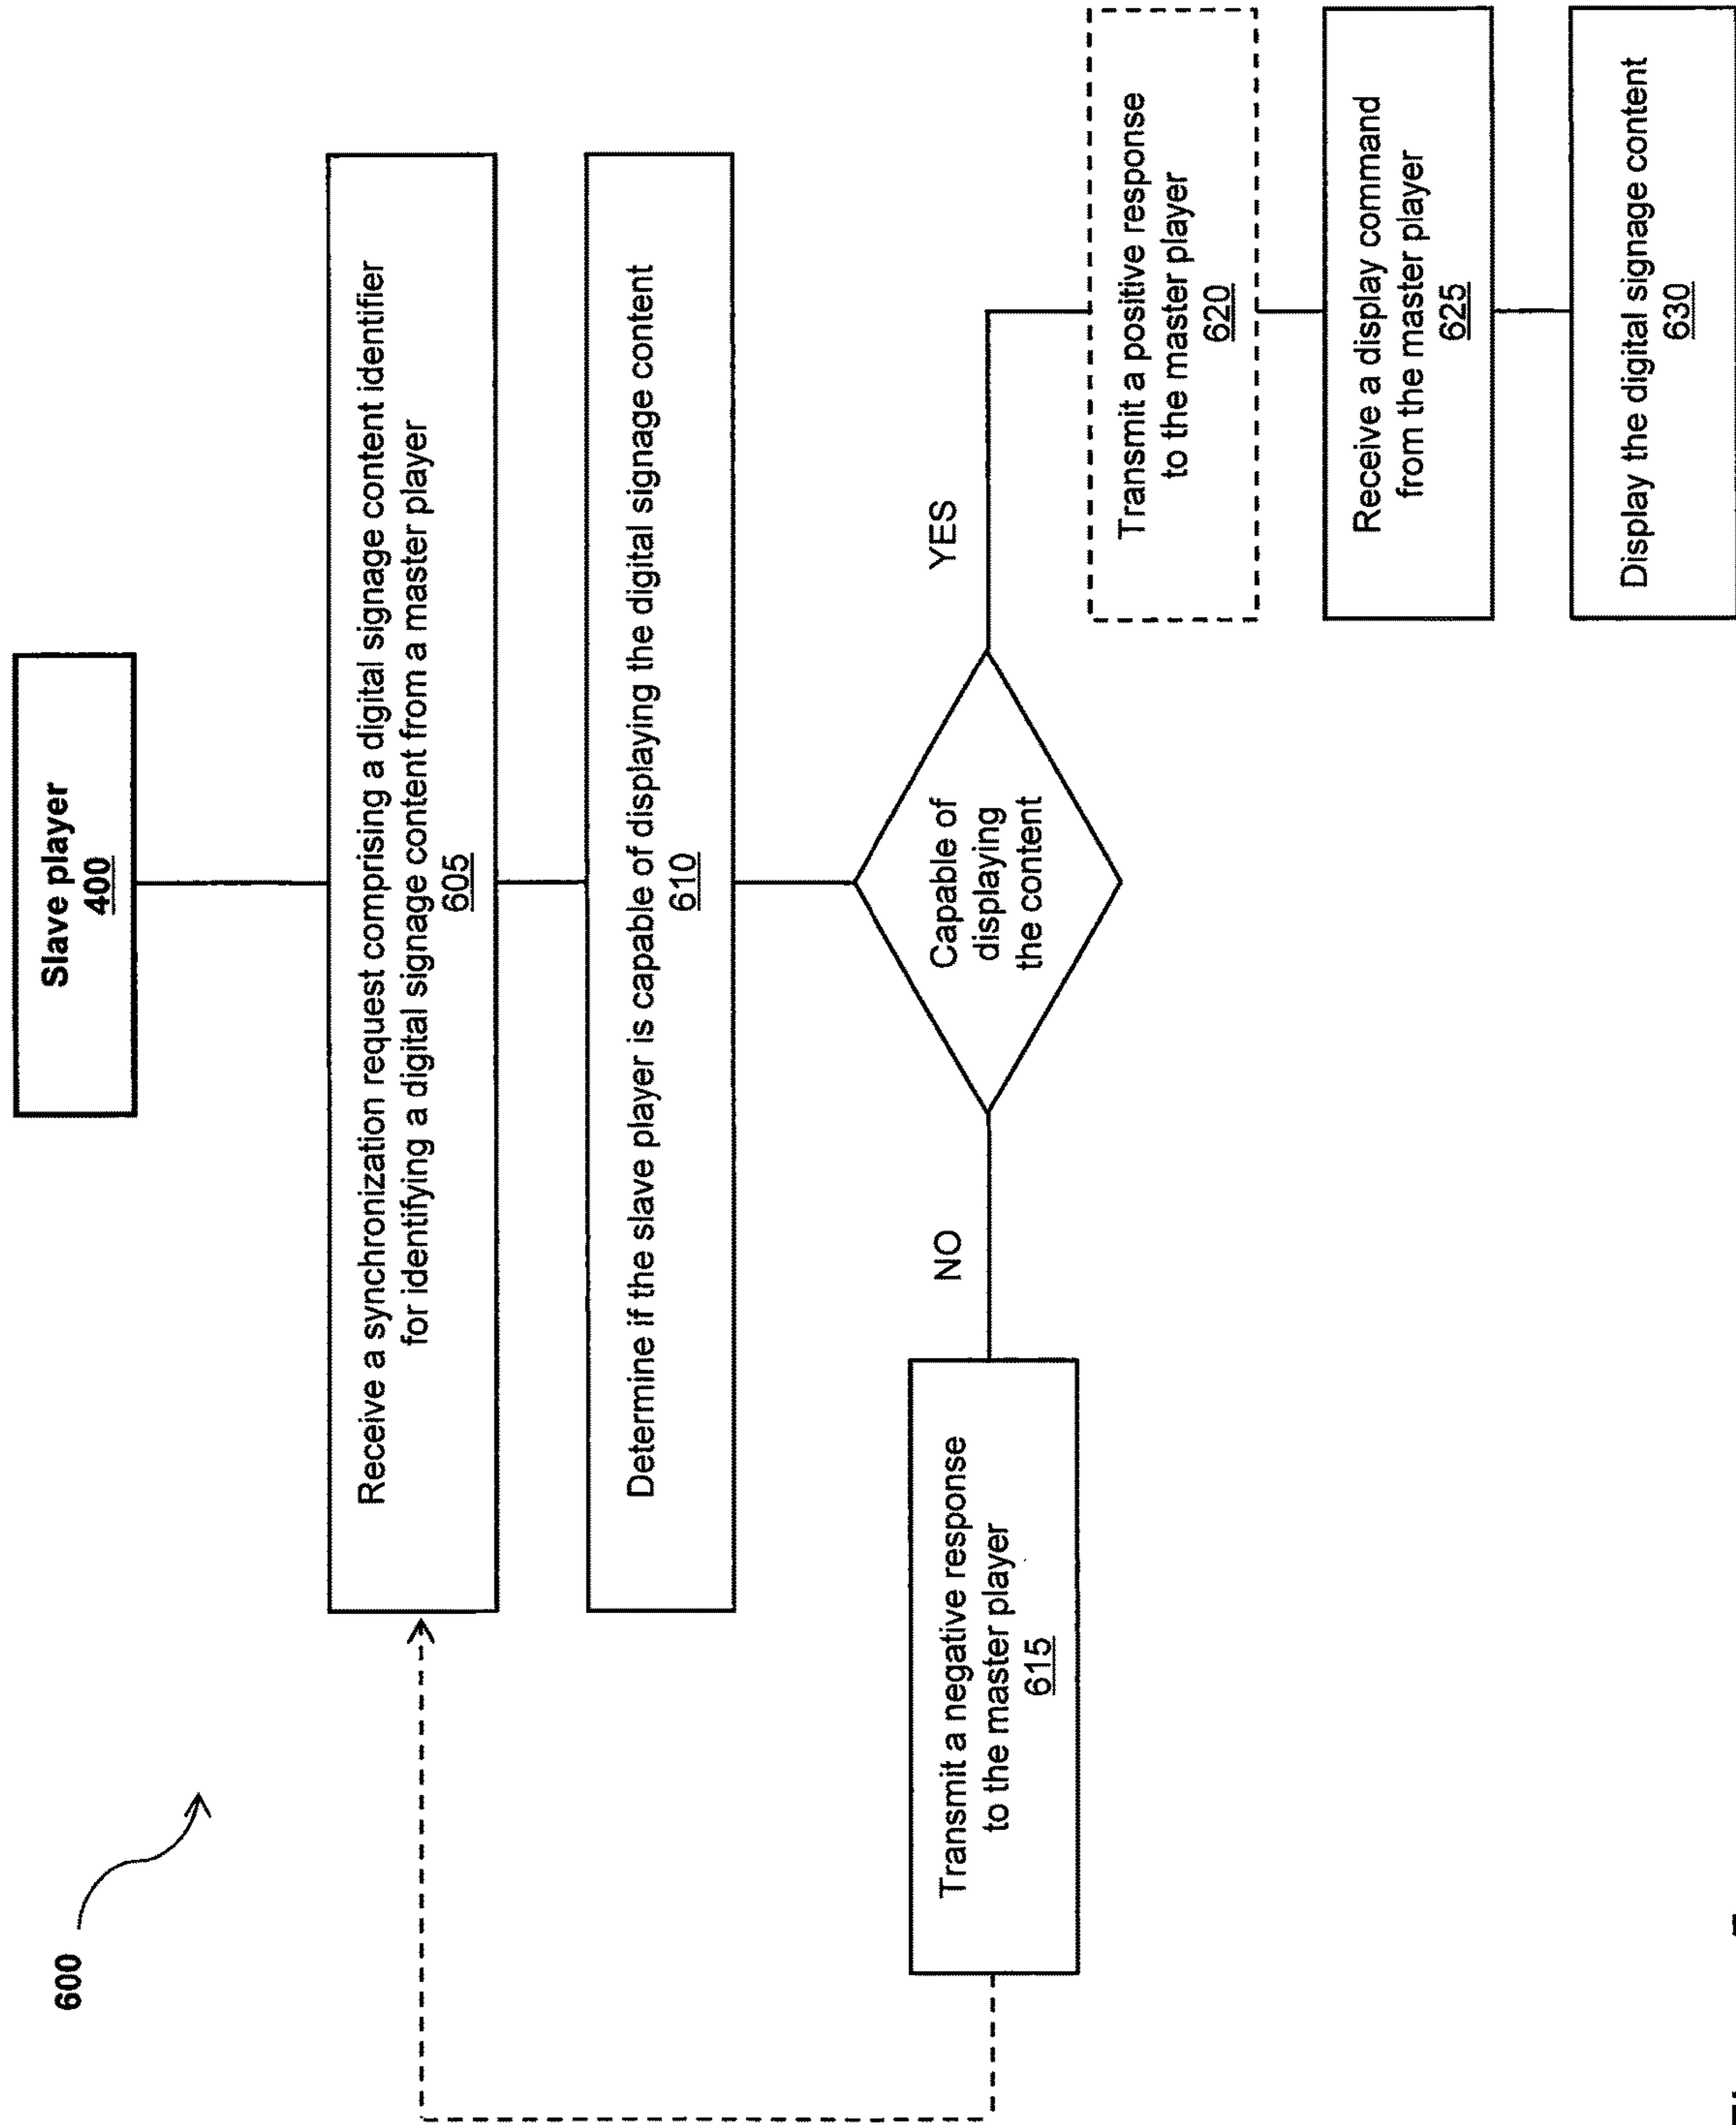 600
Slave player
400
Receive a synchronization request comprising a digital signage content identifier
for identifying a digital signage content from a master player
605
Determine if the slave player is capable of displaying the digital signage content
610
Capable of
displaying
the content
NO
YES
Transmit a negative response
to the master player
615
Transmit a positive response
to the master player
620
Receive a display command
from the master player
625
Display the digital signage content
630